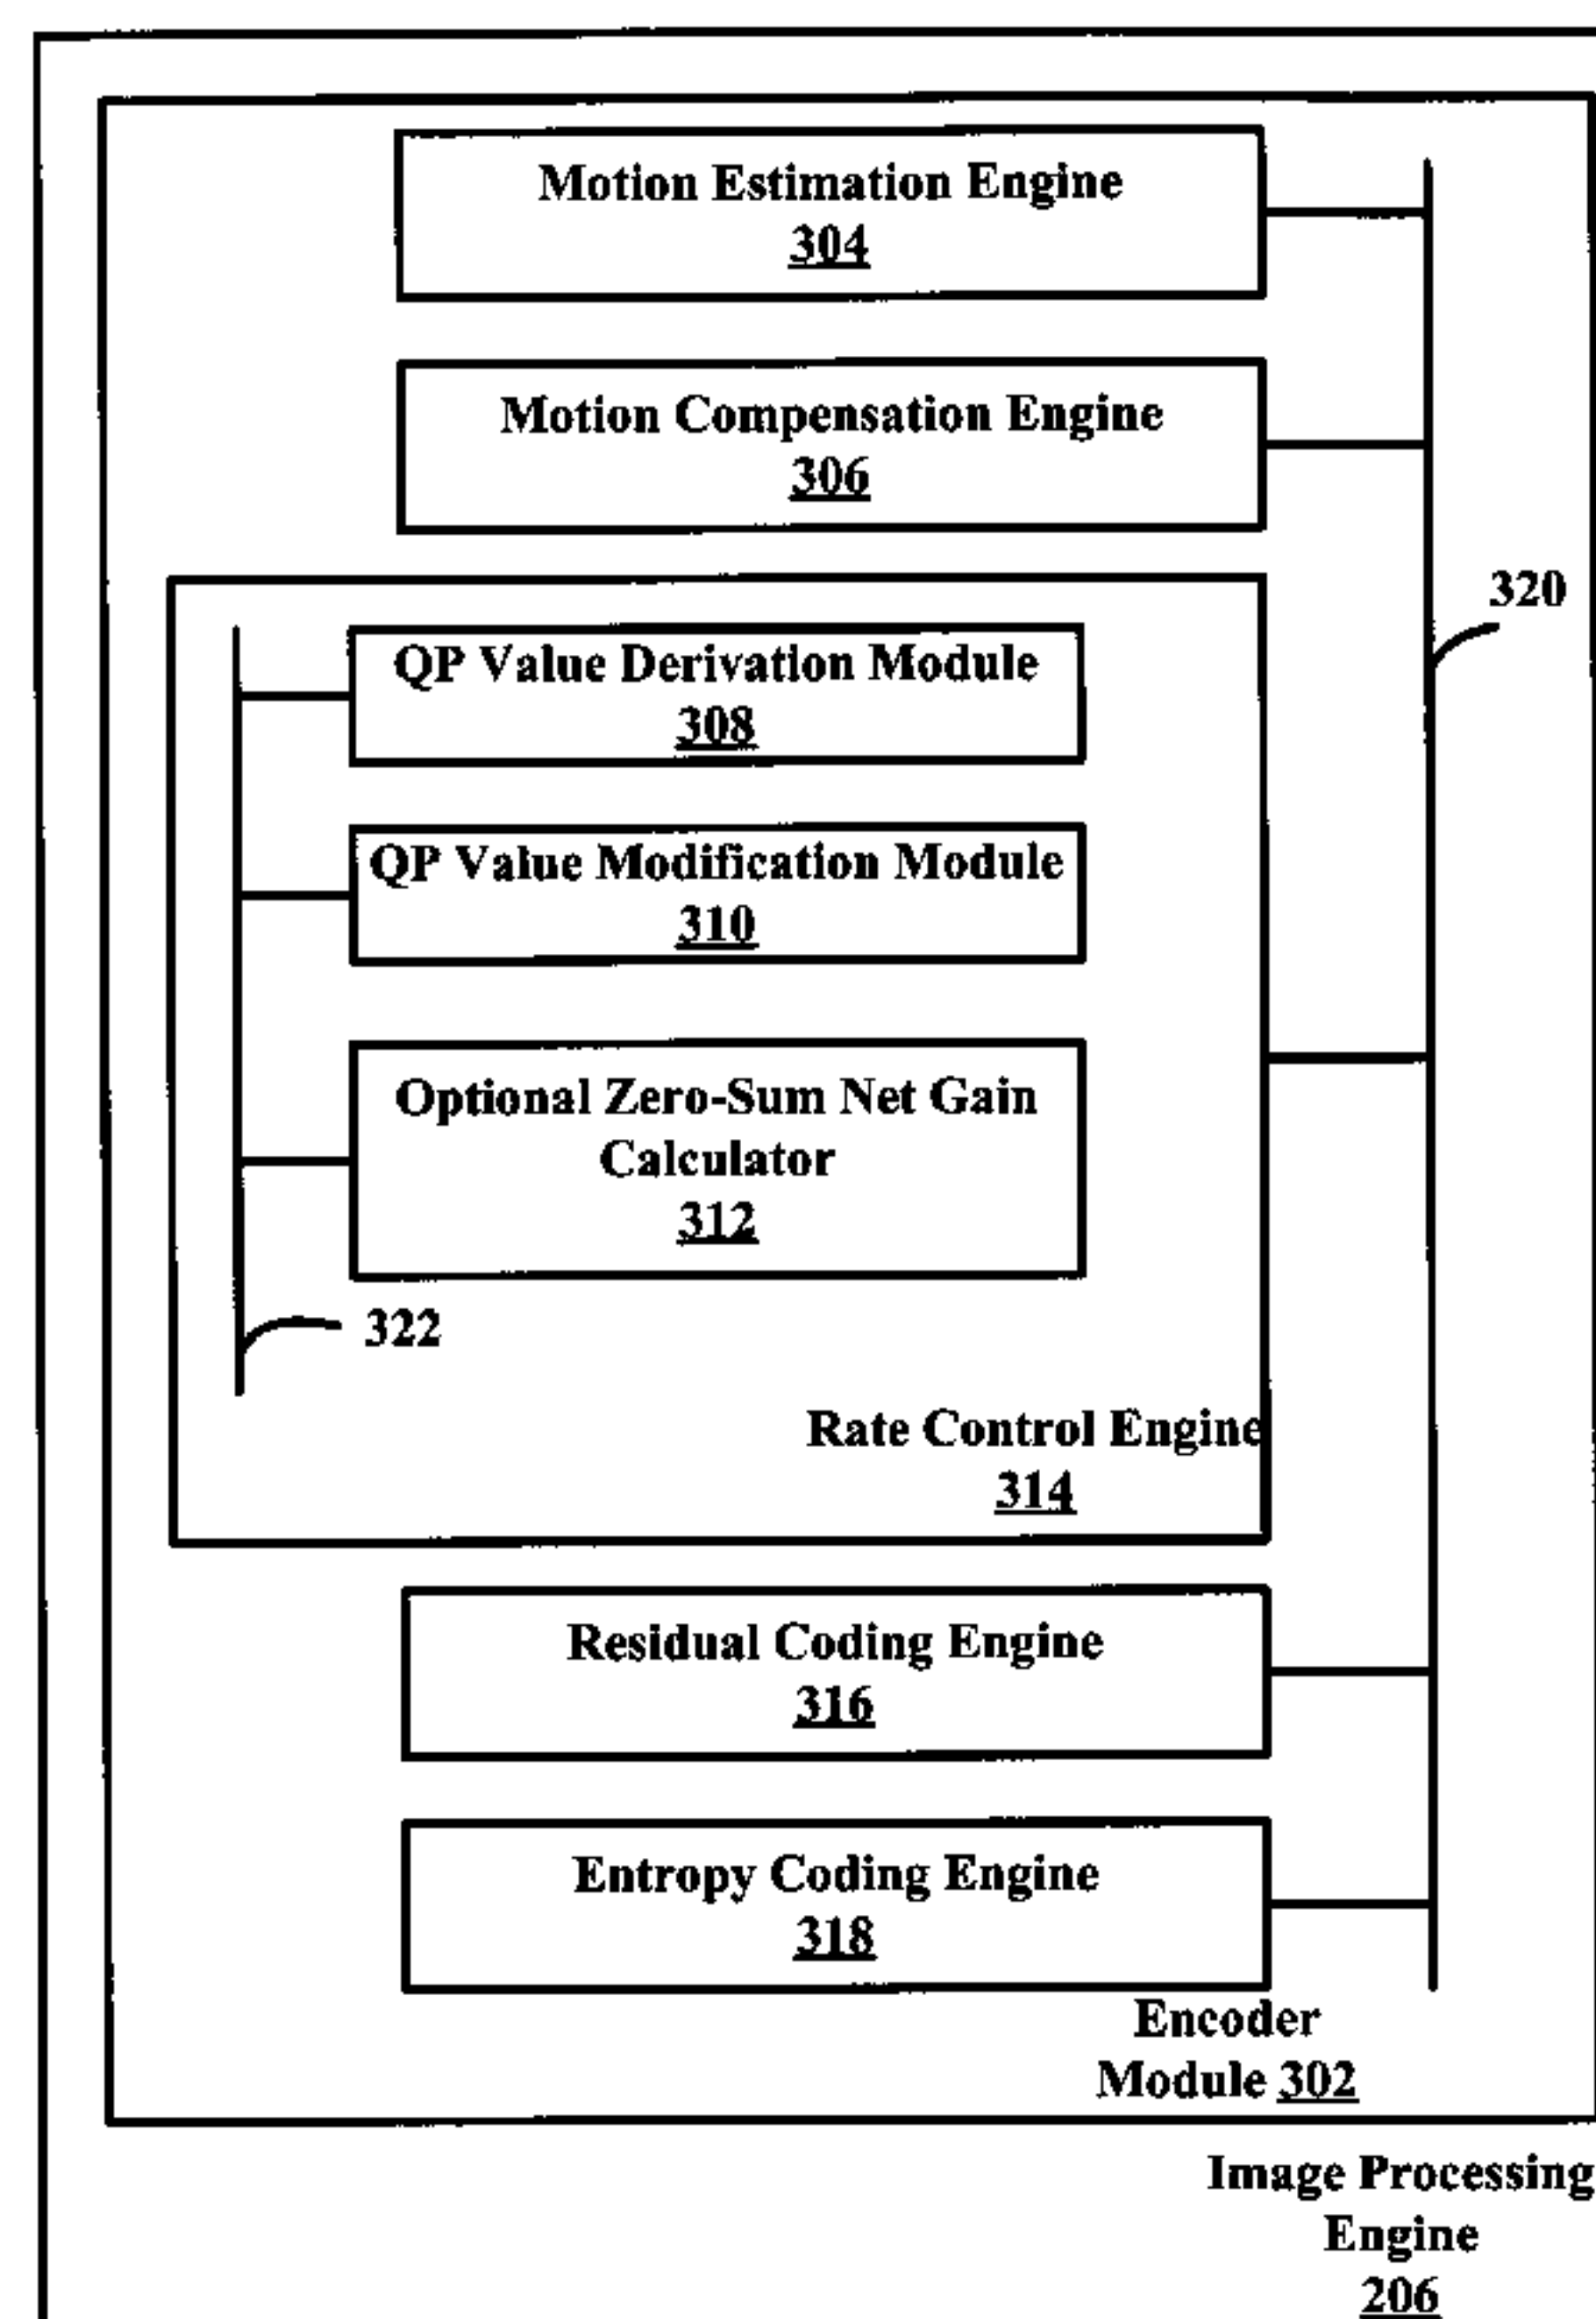 Motion Estimation Engine
304
Motion Compensation Engine
306
320
QP Value Derivation Module
308
QP Value Modification Module
310
Optional Zero-Sum Net Gain
Calculator
312
322
Rate Control Engine
314
Residual Coding Engine
316
Entropy Coding Engine
318
Encoder
Module 302
Image Processing
Engine
206